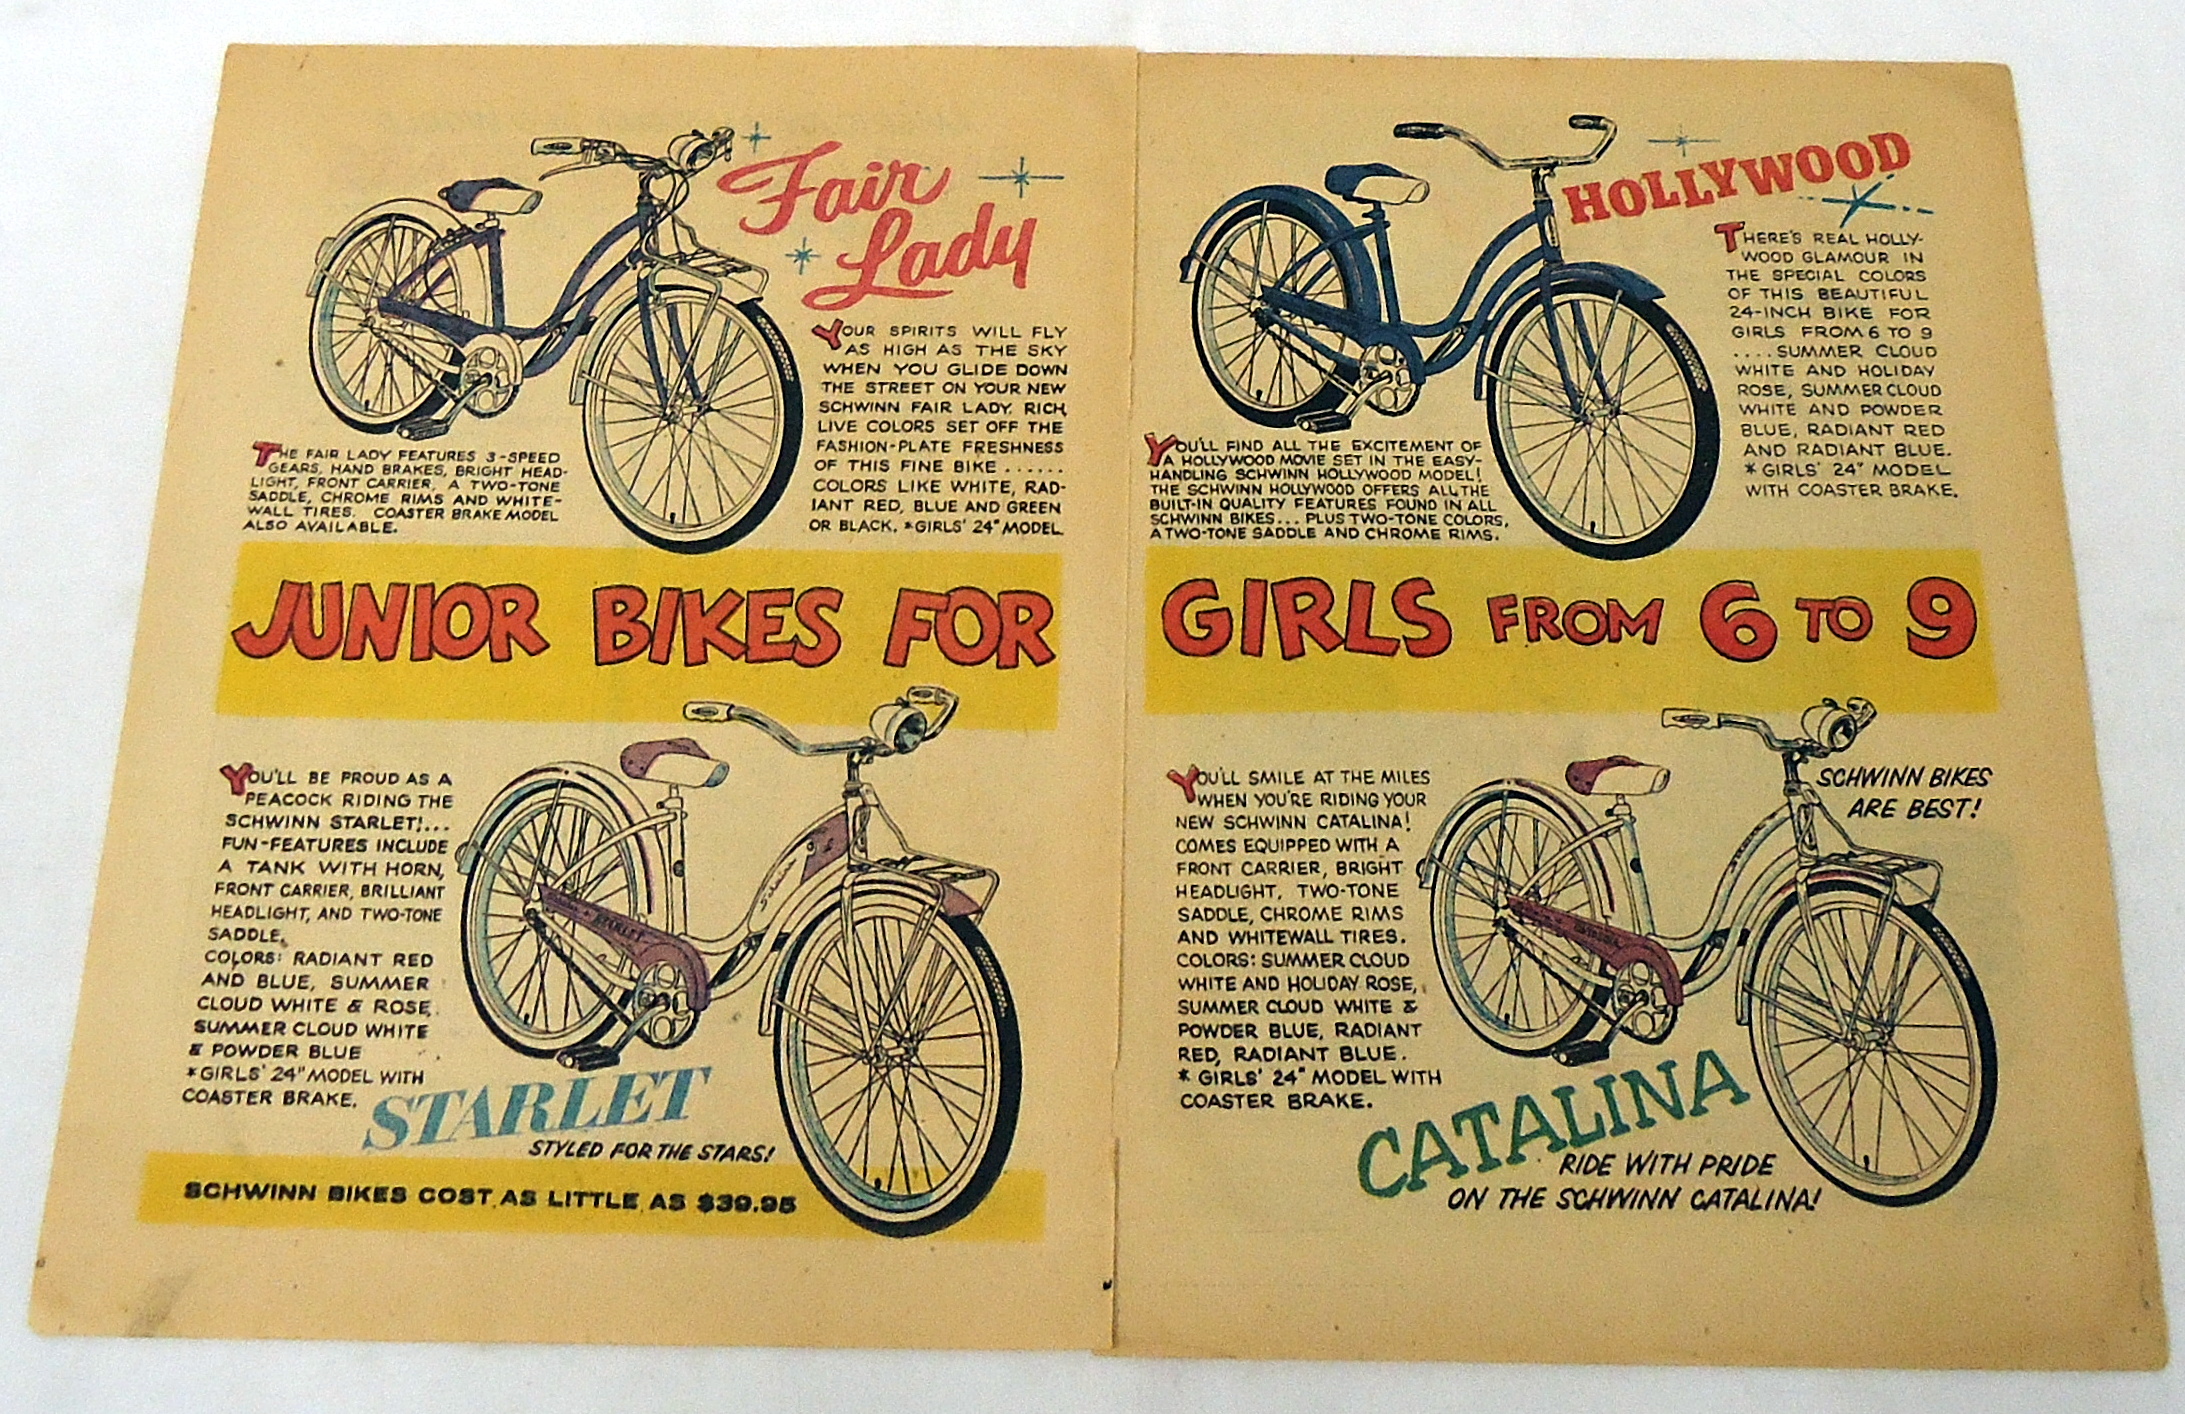 Fair
Lady
YOUR SPIRITS WILL FLY
AS HIGH AS THE SKY
WHEN YOU GLIDE DOWN
THE STREET ON YOUR NEW
SCHWINN FAIR LADY. RICH,
LIVE COLORS SET OFF THE
FASHION-PLATE FRESHNESS
OF THIS FINE BIKE ......
COLORS LIKE WHITE, RAD-
IANT RED, BLUE AND GREEN
OR BLACK. *GIRLS' 24" MODEL
THE FAIR LADY FEATURES 3-SPEED
GEARS, HAND BRAKES, BRIGHT HEAD-
LIGHT, FRONT CARRIER, A TWO-TONE
SADDLE, CHROME RIMS AND WHITE-
WALL TIRES. COASTER BRAKE MODEL
ALSO AVAILABLE.
HOLLYWOOD
THERE'S REAL HOLLY-
WOOD GLAMOUR IN
THE SPECIAL COLORS
OF THIS BEAUTIFUL
24-INCH BIKE FOR
GIRLS FROM 6 TO 9
....SUMMER CLOUD
WHITE AND HOLIDAY
ROSE, SUMMER CLOUD
WHITE AND POWDER
BLUE, RADIANT RED
AND RADIANT BLUE.
*GIRLS' 24" MODEL
WITH COASTER BRAKE.
YOU'LL FIND ALL THE EXCITEMENT OF
A HOLLYWOOD MOVIE SET IN THE EASY-
HANDLING SCHWINN HOLLYWOOD MODEL!
THE SCHWINN HOLLYWOOD OFFERS ALL THE
BUILT-IN QUALITY FEATURES FOUND IN ALL
SCHWINN BIKES... PLUS TWO-TONE COLORS,
A TWO-TONE SADDLE AND CHROME RIMS.
JUNIOR BIKES FOR GIRLS FROM 6 TO 9
YOU'LL BE PROUD AS A
PEACOCK RIDING THE
SCHWINN STARLET!...
FUN-FEATURES INCLUDE
A TANK WITH HORN,
FRONT CARRIER, BRILLIANT
HEADLIGHT, AND TWO-TONE
SADDLE.
COLORS: RADIANT RED
AND BLUE, SUMMER
CLOUD WHITE & ROSE,
SUMMER CLOUD WHITE
& POWDER BLUE
*GIRLS' 24" MODEL WITH
COASTER BRAKE.
Schwinn
STARLET
STARLET
STYLED FOR THE STARS!
SCHWINN BIKES COST AS LITTLE AS $39.95
YOU'LL SMILE AT THE MILES
WHEN YOU'RE RIDING YOUR
NEW SCHWINN CATALINA!
COMES EQUIPPED WITH A
FRONT CARRIER, BRIGHT
HEADLIGHT, TWO-TONE
SADDLE, CHROME RIMS
AND WHITEWALL TIRES.
COLORS: SUMMER CLOUD
WHITE AND HOLIDAY ROSE,
SUMMER CLOUD WHITE &
POWDER BLUE, RADIANT
RED, RADIANT BLUE.
* GIRLS' 24" MODEL WITH
COASTER BRAKE.
SCHWINN BIKES
ARE BEST!
CATALINA
RIDE WITH PRIDE
ON THE SCHWINN CATALINA!